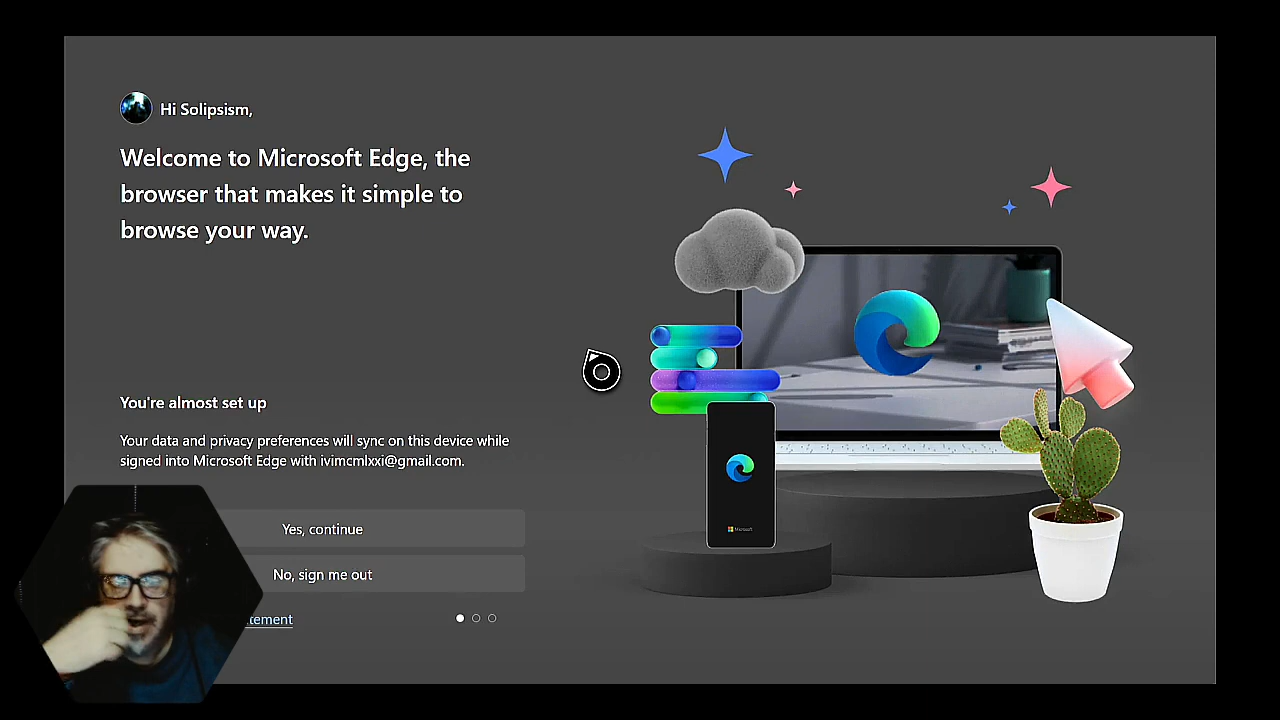 Hi Solipsism,
Welcome to Microsoft Edge, the
browser that makes it simple to
browse your way.
You're almost set up
Your data and privacy preferences will sync on this device while
signed into Microsoft Edge with ivimcmlxxi@gmail.com.
Yes, continue
No, sign me out
Microsoft